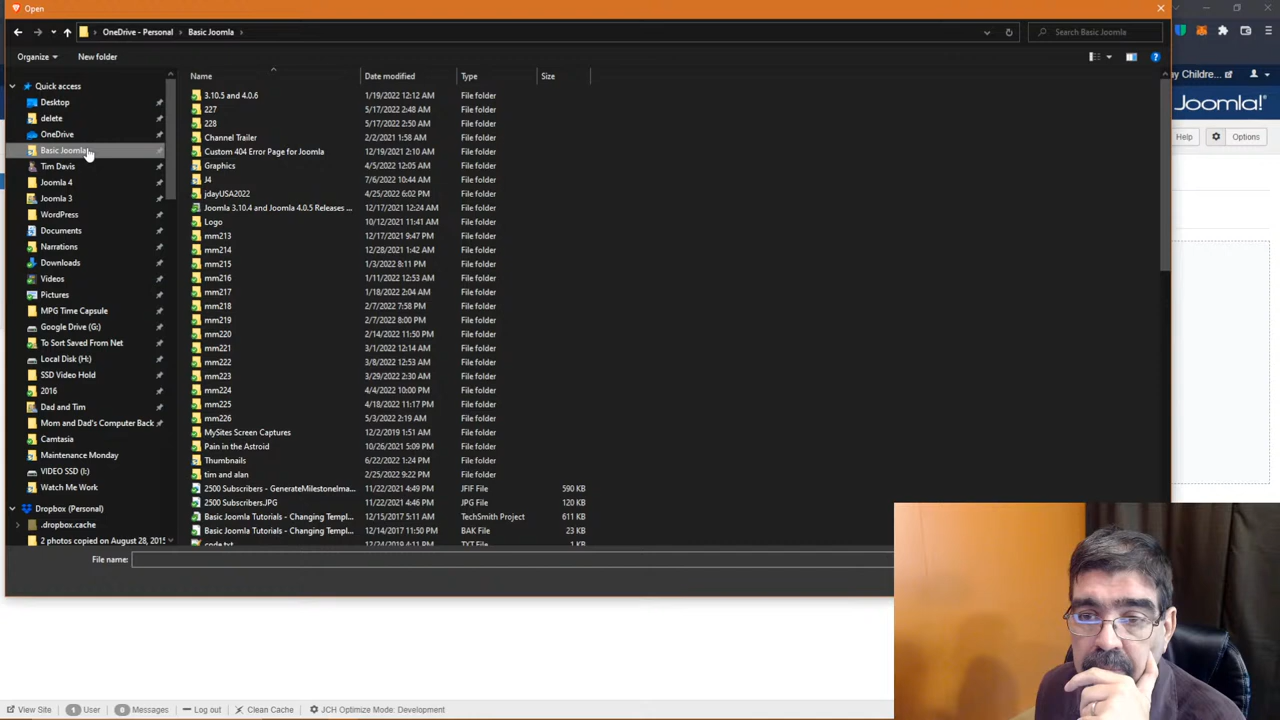 Open
OneDrive - Personal
Basic Joomla
Search Basic Joomla
Organize
New folder
ay Children...
Joomla!
Help
Options
Name
Date modified
Type
Size
Quick access
Desktop
delete
OneDrive
Basic Joomla
Tim Davis
Joomla 4
Joomla 3
WordPress
Documents
Narrations
Downloads
Videos
Pictures
MPG Time Capsule
Google Drive (G:)
To Sort Saved From Net
Local Disk (H:)
SSD Video Hold
2016
Dad and Tim
Mom and Dad's Computer Back
Camtasia
Maintenance Monday
VIDEO SSD (I:)
Watch Me Work
Dropbox (Personal)
.dropbox.cache
2 photos copied on August 28, 2015
3.10.5 and 4.0.6 1/19/2022 12:12 AM File folder
227 5/17/2022 2:48 AM File folder
228 5/17/2022 2:50 AM File folder
Channel Trailer 2/2/2021 1:58 AM File folder
Custom 404 Error Page for Joomla 12/19/2021 2:10 AM File folder
Graphics 4/5/2022 12:05 AM File folder
J4 7/6/2022 10:44 AM File folder
jdayUSA2022 4/25/2022 6:02 PM File folder
Joomla 3.10.4 and Joomla 4.0.5 Releases ... 12/17/2021 12:24 AM File folder
Logo 10/12/2021 11:41 AM File folder
mm213 12/17/2021 9:47 PM File folder
mm214 12/28/2021 1:42 AM File folder
mm215 1/3/2022 8:11 PM File folder
mm216 1/11/2022 12:53 AM File folder
mm217 1/18/2022 2:04 AM File folder
mm218 2/7/2022 7:58 PM File folder
mm219 2/7/2022 8:00 PM File folder
mm220 2/14/2022 11:50 PM File folder
mm221 3/1/2022 12:14 AM File folder
mm222 3/8/2022 12:53 AM File folder
mm223 3/29/2022 2:30 AM File folder
mm224 4/4/2022 10:00 PM File folder
mm225 4/18/2022 11:17 PM File folder
mm226 5/3/2022 2:19 AM File folder
MySites Screen Captures 12/2/2019 1:51 AM File folder
Pain in the Astroid 10/26/2021 5:09 PM File folder
Thumbnails 6/22/2022 1:24 PM File folder
tim and alan 2/25/2022 9:22 PM File folder
2500 Subscribers - GenerateMilestoneIma... 11/22/2021 4:49 PM JFIF File 590 KB
2500 Subscribers.JPG 11/22/2021 4:46 PM JPG File 120 KB
Basic Joomla Tutorials - Changing Templ... 12/15/2017 5:11 AM TechSmith Project 611 KB
Basic Joomla Tutorials - Changing Templ... 12/14/2017 11:50 PM BAK File 23 KB
code.txt 12/24/2019 4:11 PM TXT File 1 KB
File name:
View Site
1 User
0 Messages
Log out
Clean Cache
JCH Optimize Mode: Development